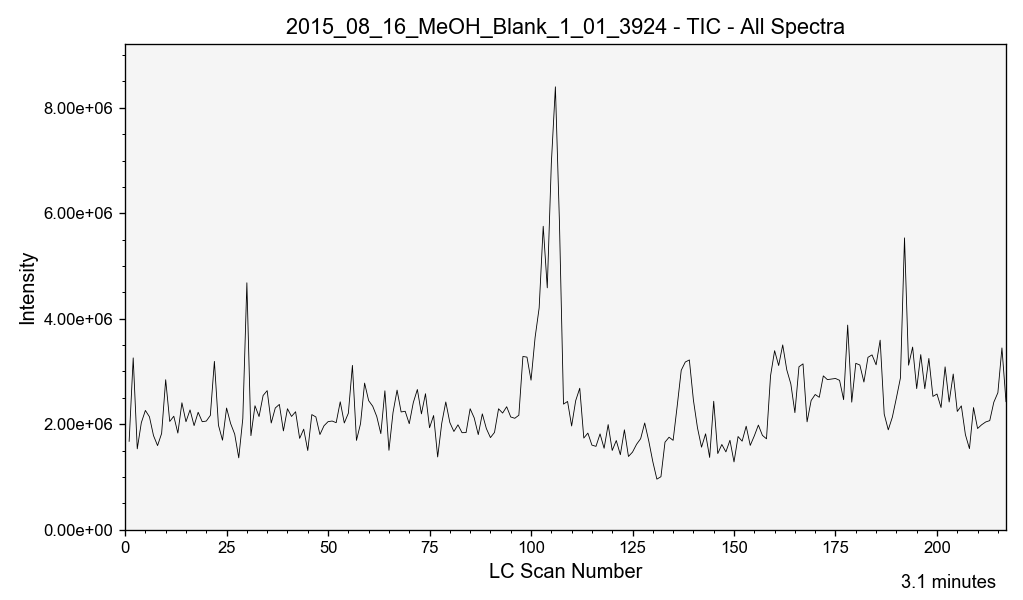 2015_08_16_MeOH_Blank_1_01_3924 - TIC - All Spectra
8.00e+06
6.00e+06
4.00e+06
2.00e+06
0.00e+00
Intensity
0 25 50 75 100 125 150 175 200
LC Scan Number
3.1 minutes